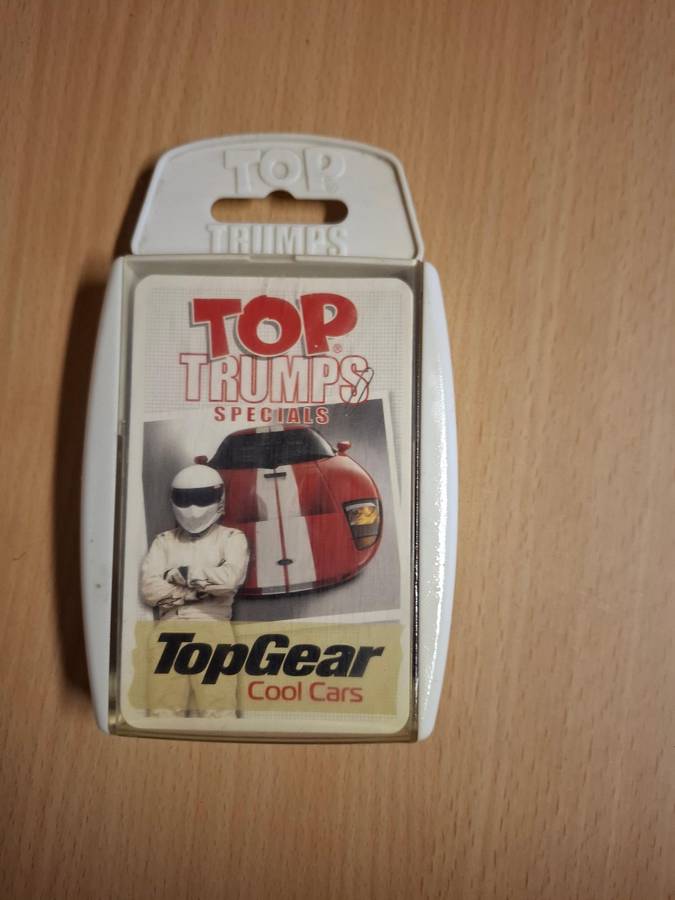 TOP
TRUMPS
TOP®
TRUMPS
SPECIALS
TopGear
Cool Cars